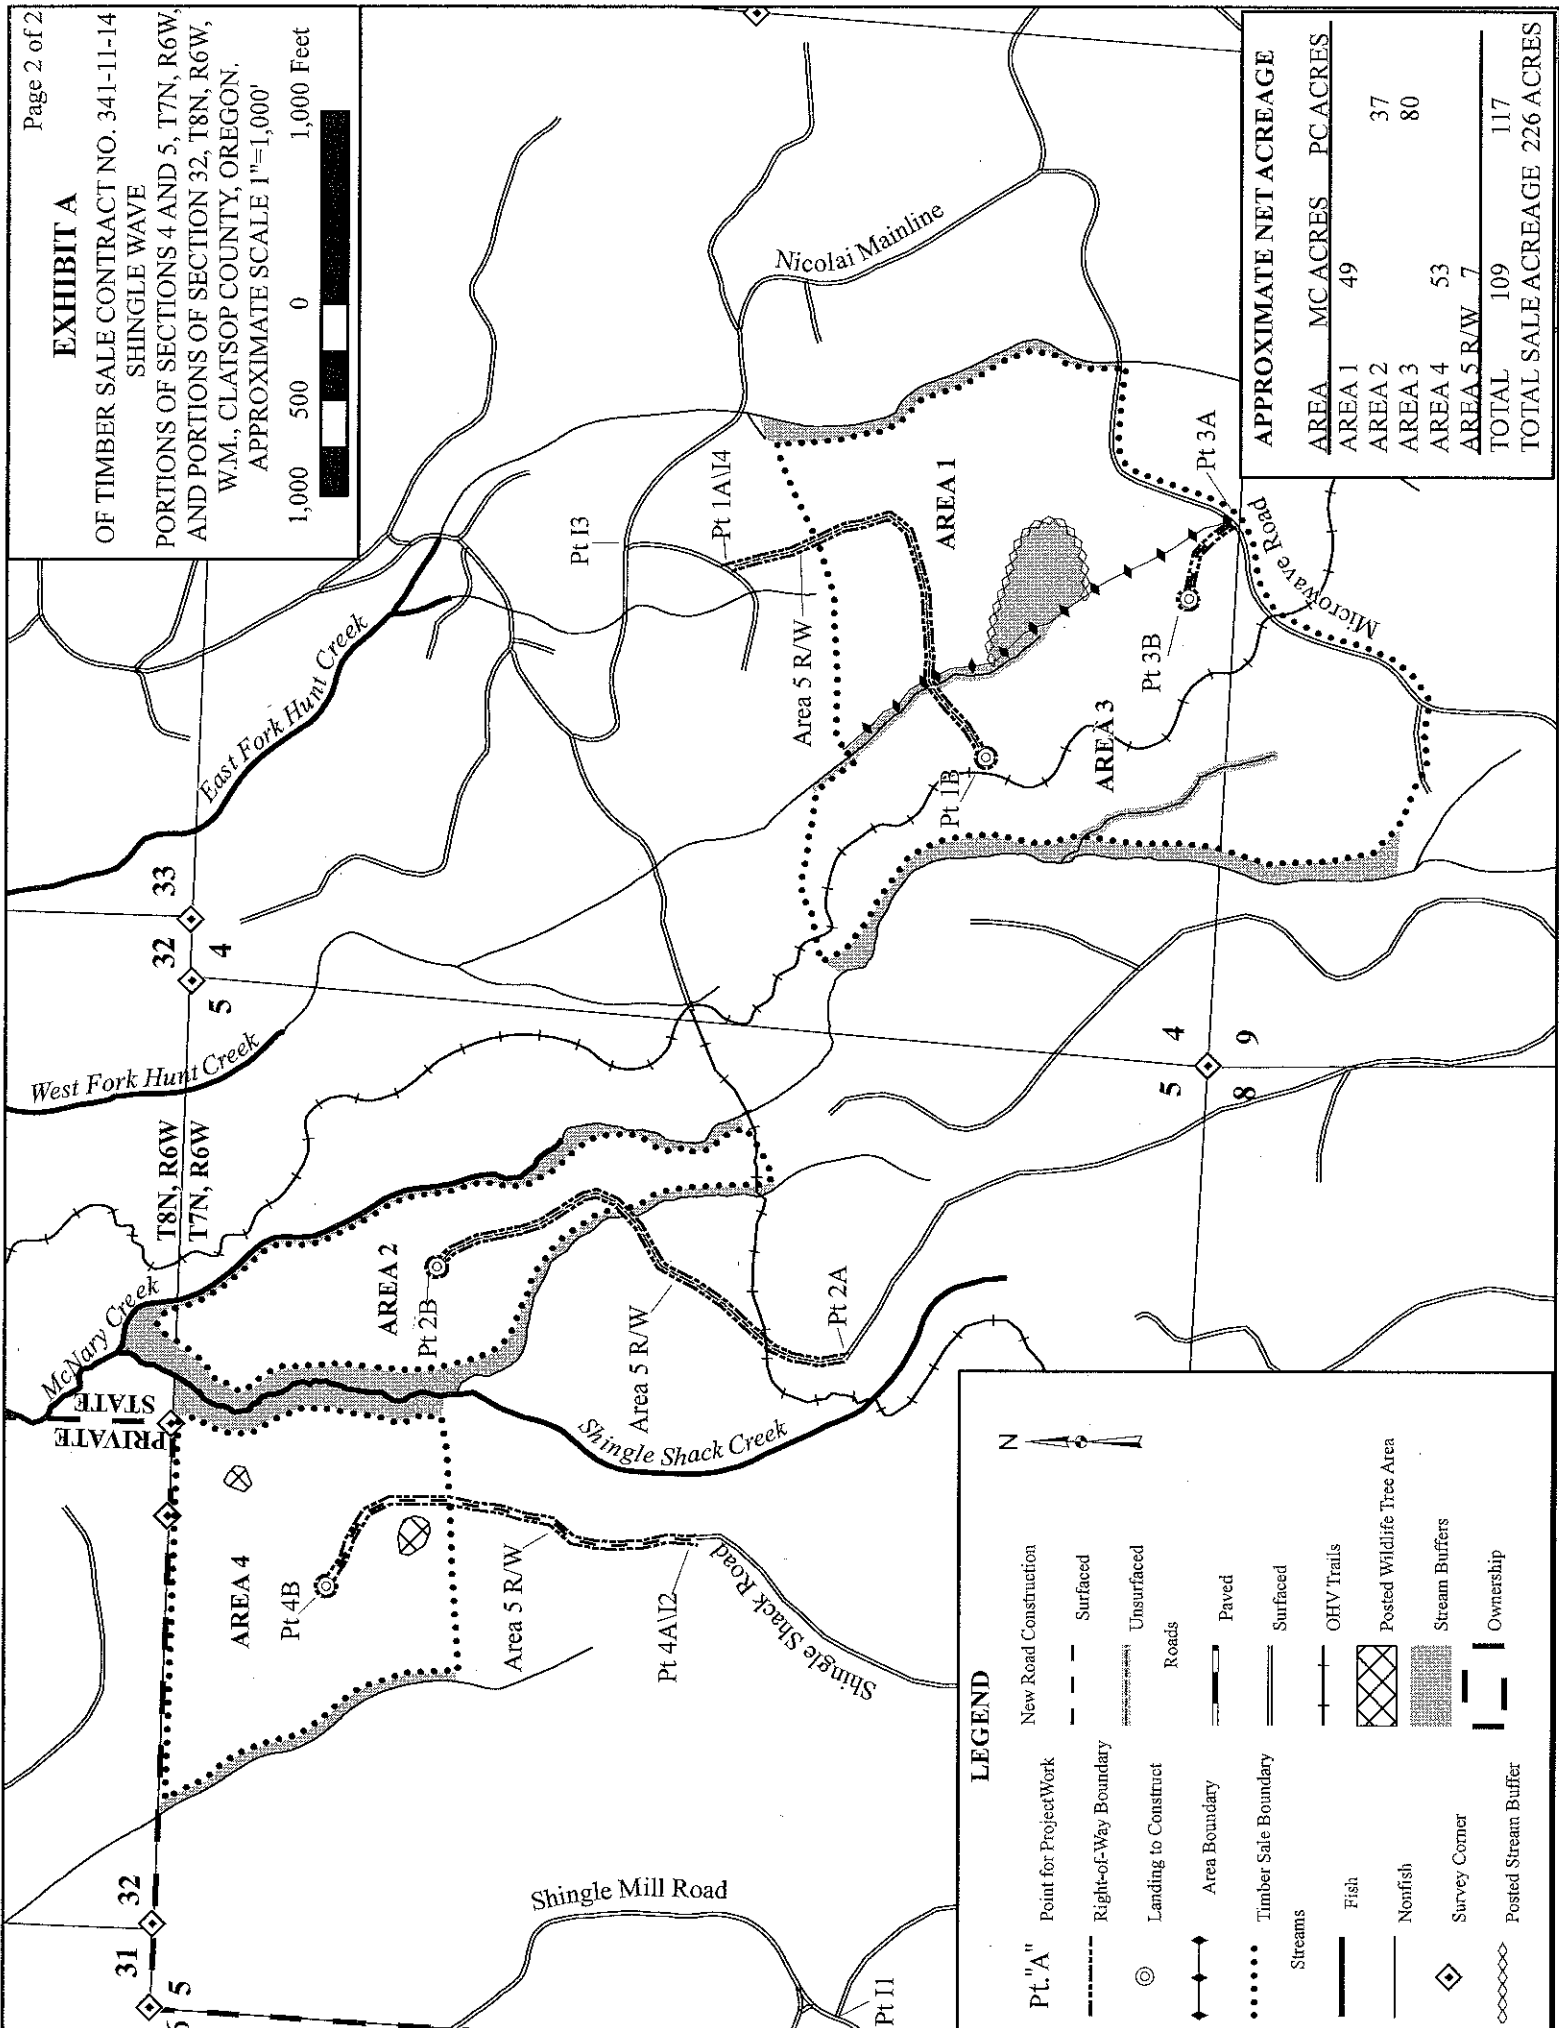 Page 2 of 2
EXHIBIT A
OF TIMBER SALE CONTRACT NO. 341-11-14
SHINGLE WAVE
PORTIONS OF SECTIONS 4 AND 5, T7N, R6W,
AND PORTIONS OF SECTION 32, T8N, R6W,
W.M., CLATSOP COUNTY, OREGON.
APPROXIMATE SCALE 1"=1,000'
1,000 500 0 1,000 Feet
31 32
5
PRIVATE
STATE
McNary Creek
T8N, R6W
T7N, R6W
West Fork Hunt Creek
32 33
5 4
East Fork Hunt Creek
AREA 4
Pt 4B
Area 5 R/W
Pt 4A\I2
Shingle Shack Road
Shingle Mill Road
Pt I1
AREA 2
Pt 2B
Area 5 R/W
Pt 2A
Shingle Shack Creek
Pt I3
Pt 1A\I4
Area 5 R/W
AREA 1
Nicolai Mainline
Pt 1B
AREA 3
Pt 3B
Pt 3A
Microwave Road
5 4
8 9
N
LEGEND
Pt."A" Point for ProjectWork
Right-of-Way Boundary
Landing to Construct
Area Boundary
Timber Sale Boundary
Streams
Fish
Nonfish
Survey Corner
Posted Stream Buffer
New Road Construction
Surfaced
Unsurfaced
Roads
Paved
Surfaced
OHV Trails
Posted Wildlife Tree Area
Stream Buffers
Ownership
APPROXIMATE NET ACREAGE
AREA MC ACRES PC ACRES
AREA 1 49
AREA 2 37
AREA 3 80
AREA 4 53
AREA 5 R/W 7
TOTAL 109 117
TOTAL SALE ACREAGE 226 ACRES